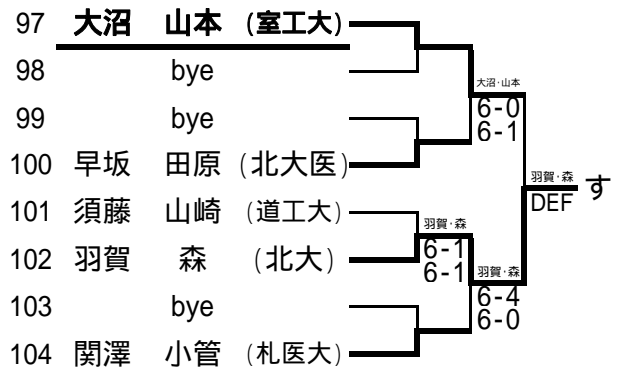 97 大沼 山本 (室工大)
98 bye
大沼・山本
6-0
6-1
99 bye
100 早坂 田原 (北大医)
羽賀・森
DEF
す
101 須藤 山崎 (道工大)
羽賀・森
6-1
6-1
102 羽賀 森 (北大)
羽賀・森
6-4
6-0
103 bye
104 関澤 小管 (札医大)